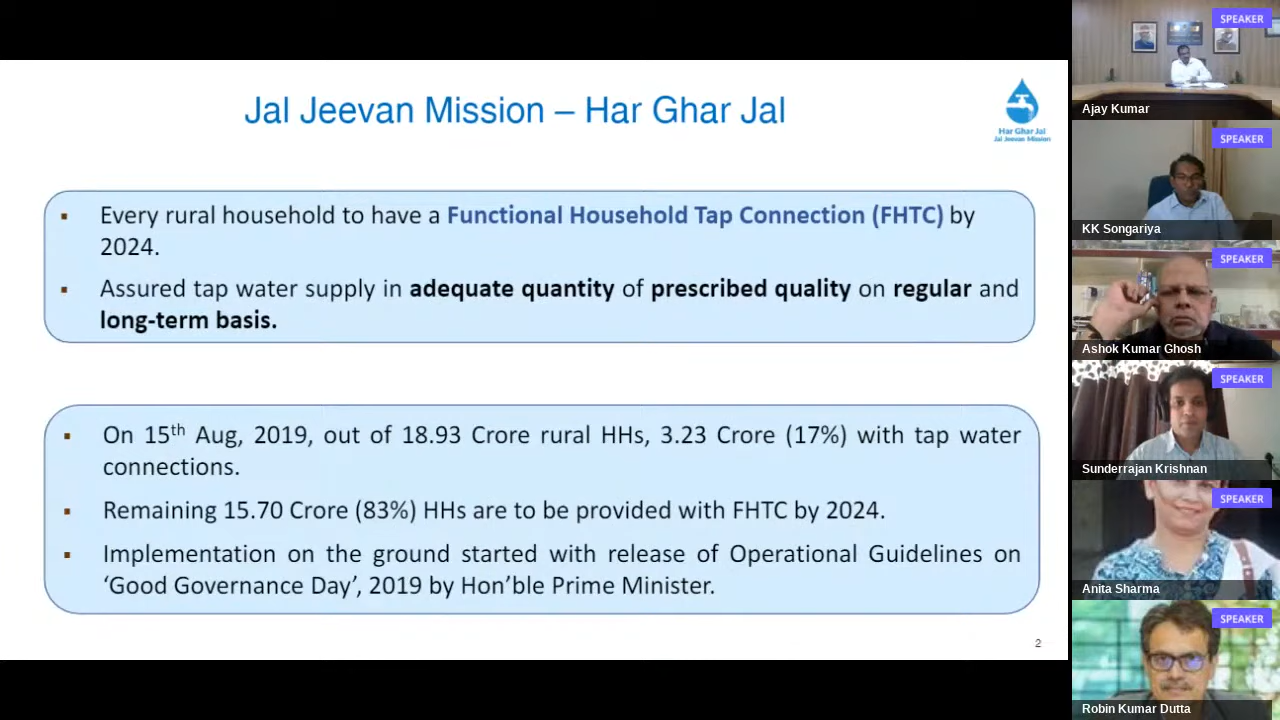 Jal Jeevan Mission – Har Ghar Jal
Har Ghar Jal
Jal Jeevan Mission
▪ Every rural household to have a Functional Household Tap Connection (FHTC) by
2024.
▪ Assured tap water supply in adequate quantity of prescribed quality on regular and
long-term basis.
▪ On 15th Aug, 2019, out of 18.93 Crore rural HHs, 3.23 Crore (17%) with tap water
connections.
▪ Remaining 15.70 Crore (83%) HHs are to be provided with FHTC by 2024.
▪ Implementation on the ground started with release of Operational Guidelines on
‘Good Governance Day’, 2019 by Hon’ble Prime Minister.
2
SPEAKER
Ajay Kumar
SPEAKER
KK Songariya
SPEAKER
Ashok Kumar Ghosh
SPEAKER
Sunderrajan Krishnan
SPEAKER
Anita Sharma
SPEAKER
Robin Kumar Dutta